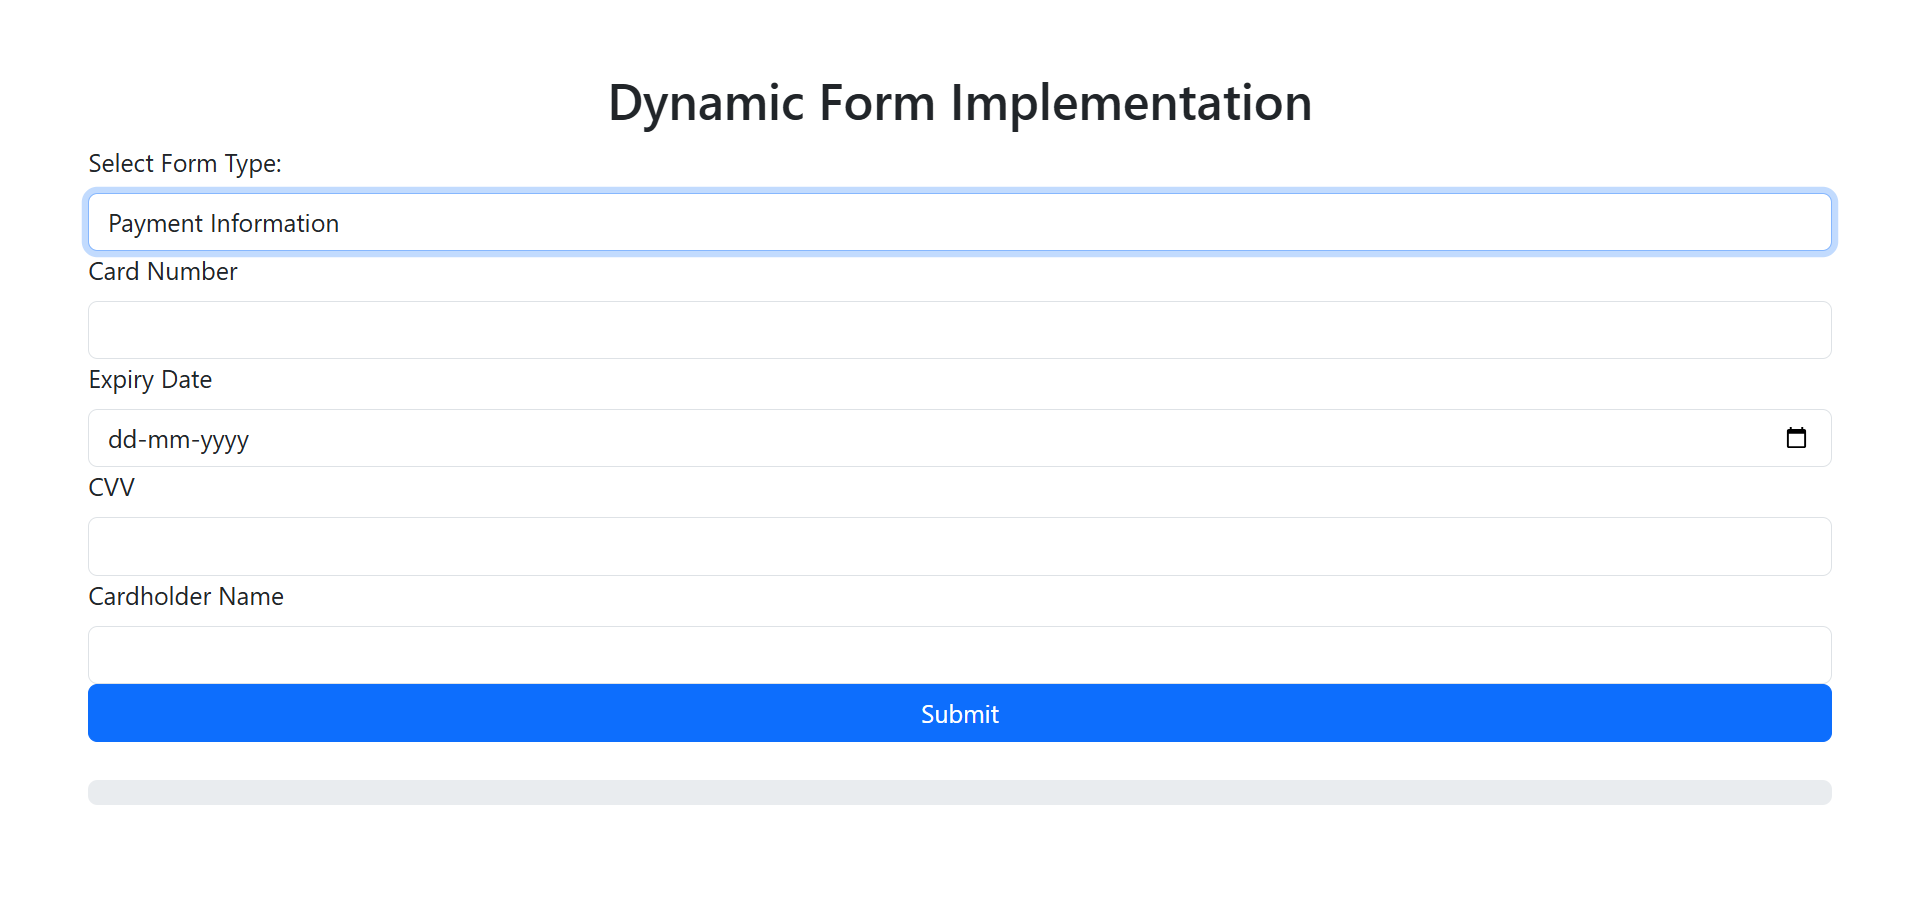 Dynamic Form Implementation
Select Form Type:
Payment Information
Card Number
Expiry Date
dd-mm-yyyy
CVV
Cardholder Name
Submit